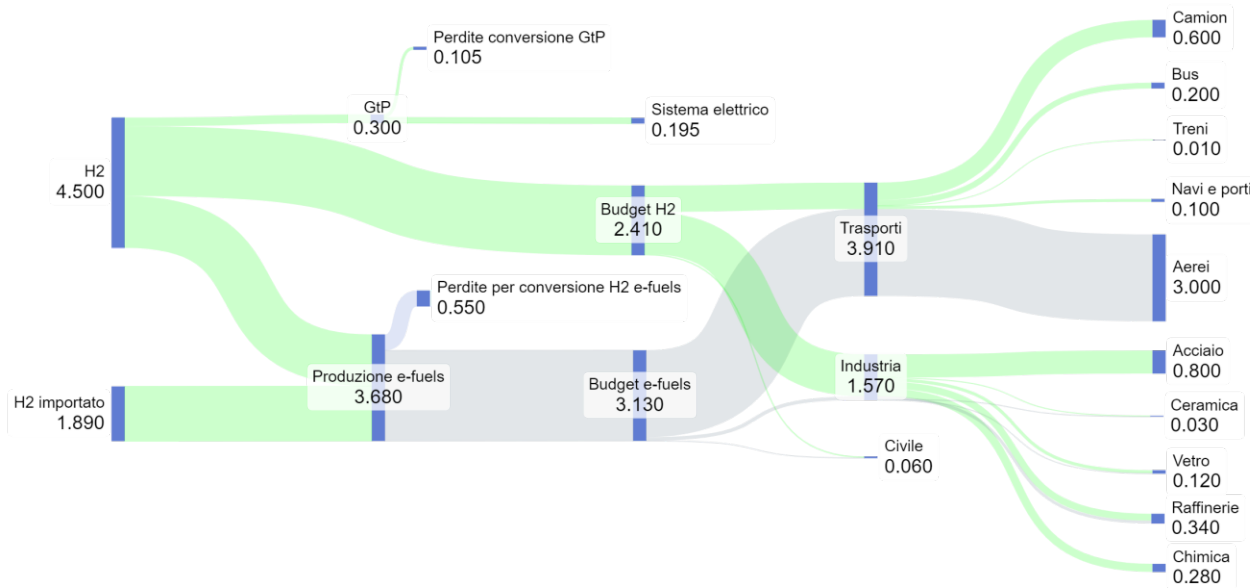 Perdite conversione GtP
0.105
GtP
0.300
Sistema elettrico
0.195
H2
4.500
Budget H2
2.410
Perdite per conversione H2 e-fuels
0.550
Produzione e-fuels
3.680
H2 importato
1.890
Budget e-fuels
3.130
Trasporti
3.910
Industria
1.570
Civile
0.060
Camion
0.600
Bus
0.200
Treni
0.010
Navi e porti
0.100
Aerei
3.000
Acciaio
0.800
Ceramica
0.030
Vetro
0.120
Raffinerie
0.340
Chimica
0.280